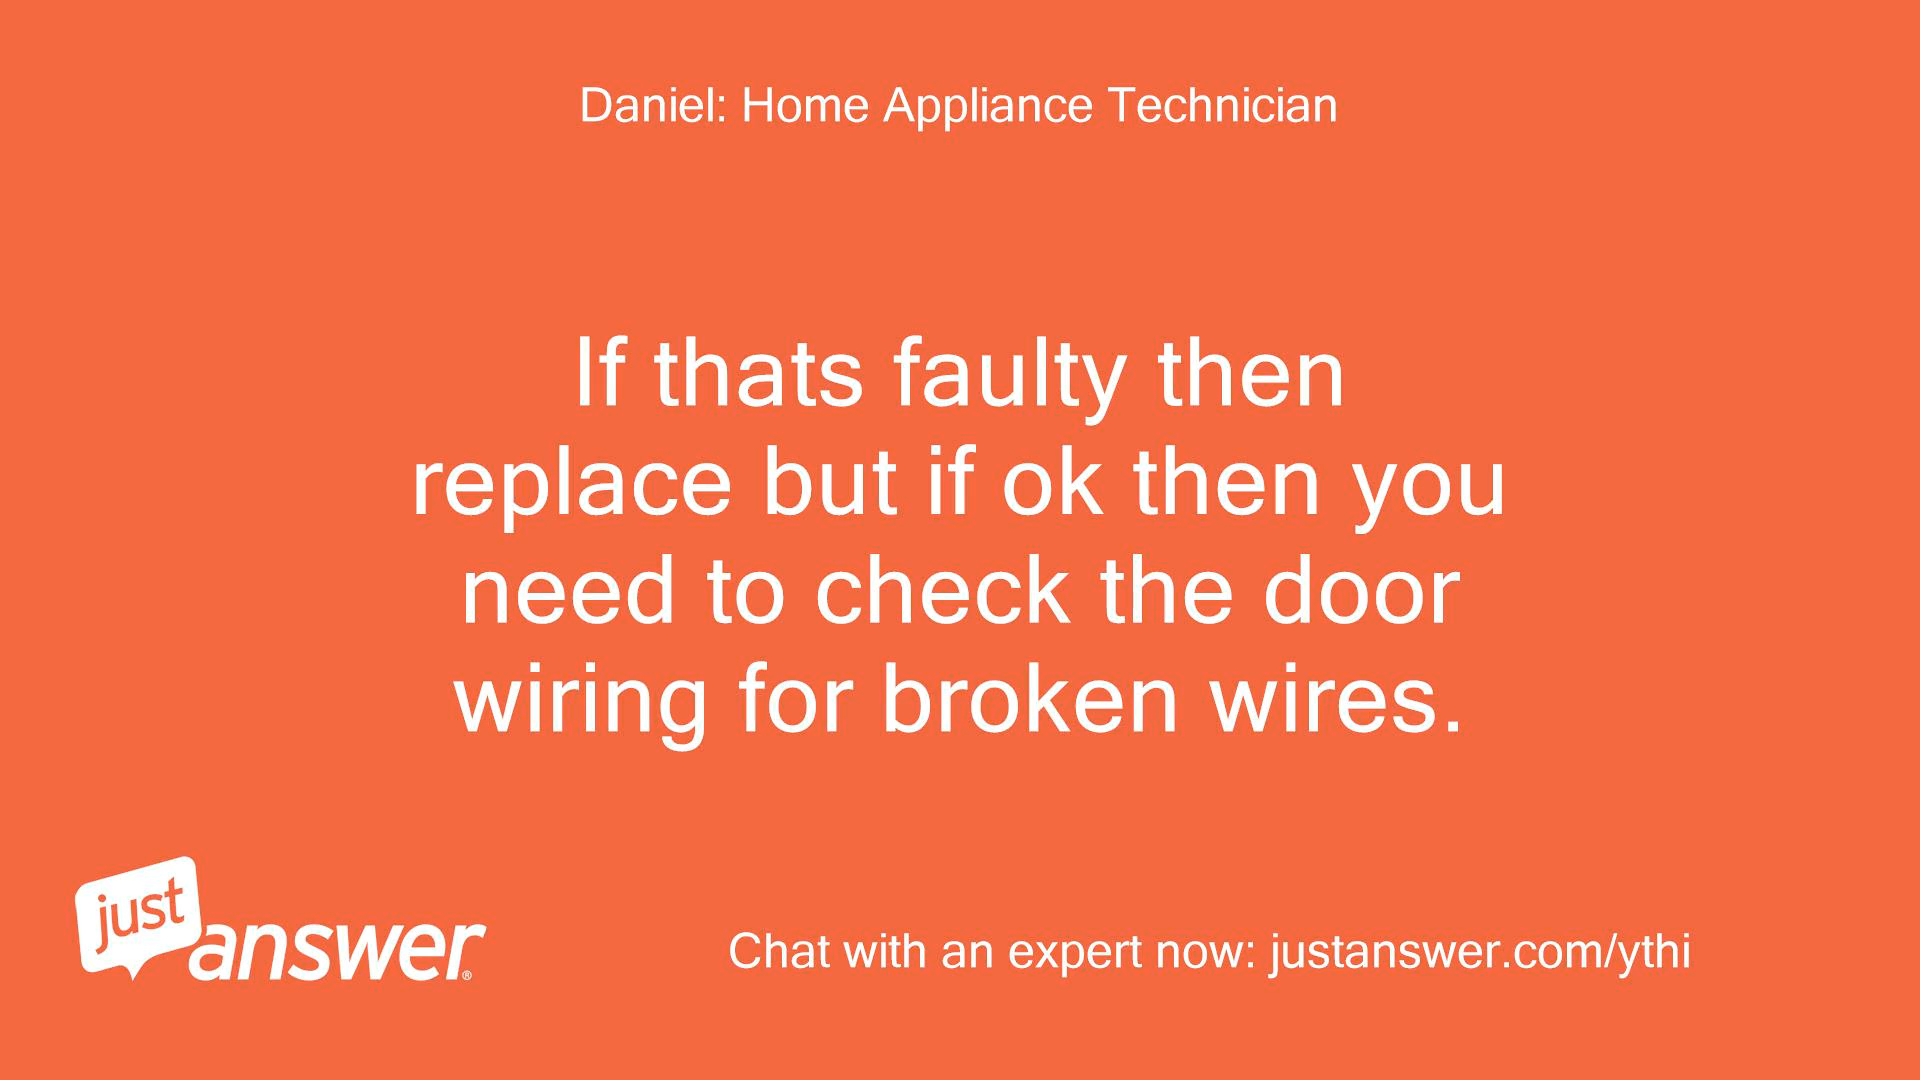 Daniel: Home Appliance Technician
If thats faulty then
replace but if ok then you
need to check the door
wiring for broken wires.
just
answer®
Chat with an expert now: justanswer.com/ythi